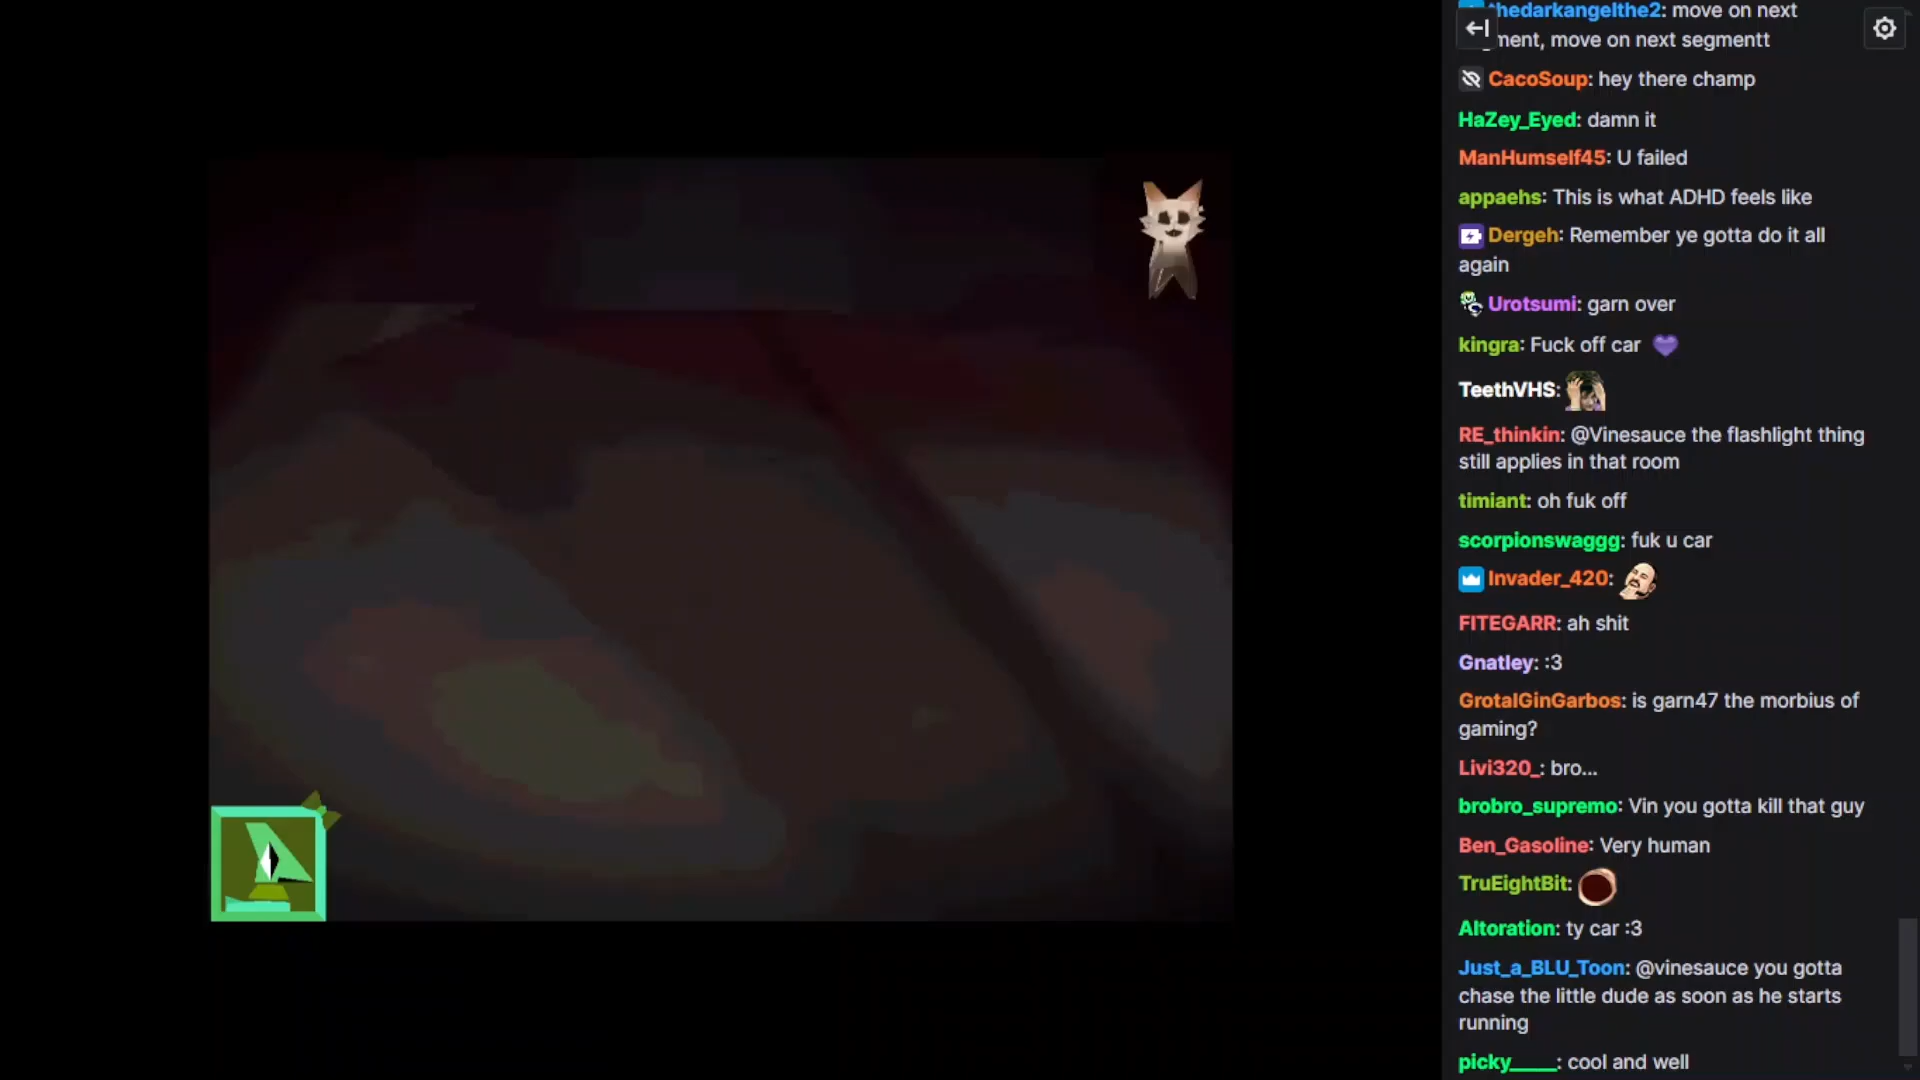 thedarkangelthe2: move on next
ment, move on next segmentt
CacoSoup: hey there champ
HaZey_Eyed: damn it
ManHumself45: U failed
appaehs: This is what ADHD feels like
Dergeh: Remember ye gotta do it all
again
Urotsumi: garn over
kingra: Fuck off car
TeethVHS:
RE_thinkin: @Vinesauce the flashlight thing
still applies in that room
timiant: oh fuk off
scorpionswaggg: fuk u car
Invader_420:
FITEGARR: ah shit
Gnatley: :3
GrotalGinGarbos: is garn47 the morbius of
gaming?
Livi320_: bro...
brobro_supremo: Vin you gotta kill that guy
Ben_Gasoline: Very human
TruEightBit:
Altoration: ty car :3
Just_a_BLU_Toon: @vinesauce you gotta
chase the little dude as soon as he starts
running
picky____: cool and well